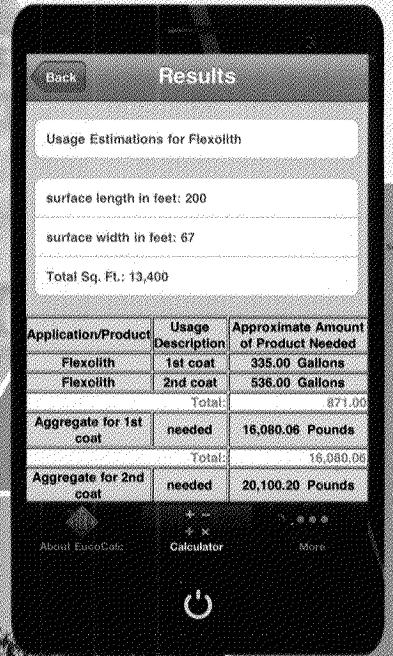 Back
Results
Usage Estimations for Flexolith
surface length in feet: 200
surface width in feet: 67
Total Sq. Ft.: 13,400
Application/Product Usage Description Approximate Amount of Product Needed
Flexolith 1st coat 335.00 Gallons
Flexolith 2nd coat 536.00 Gallons
Total: 871.00
Aggregate for 1st coat needed 16,080.06 Pounds
Total: 16,080.06
Aggregate for 2nd coat needed 20,100.20 Pounds
About EucoCalc Calculator More